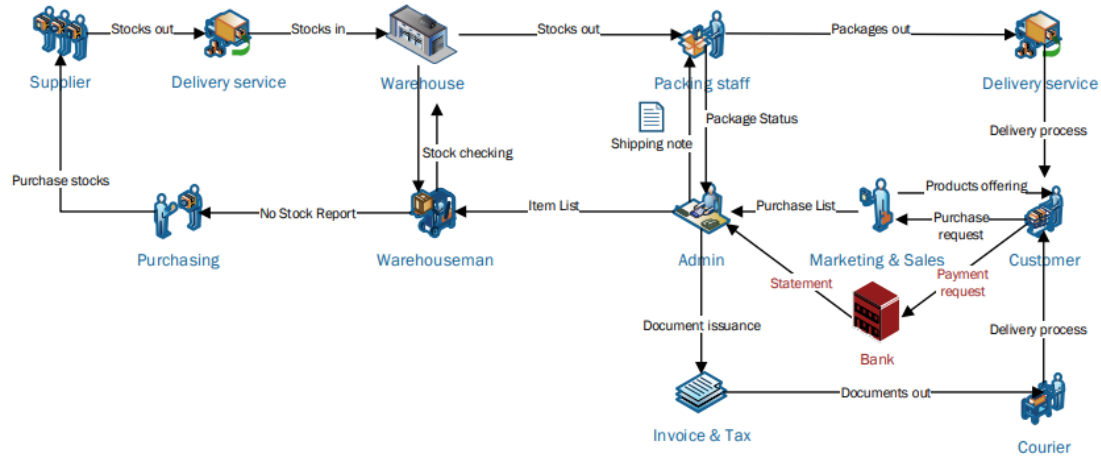 Stocks out
Stocks in
Stocks out
Packages out
Supplier
Delivery service
Warehouse
Packing staff
Delivery service
Package Status
Shipping note
Delivery process
Stock checking
Purchase stocks
Products offering
No Stock Report
Item List
Purchase List
Purchase
request
Purchasing
Warehouseman
Admin
Marketing & Sales
Customer
Statement
Payment
request
Document issuance
Bank
Delivery process
Documents out
Invoice & Tax
Courier